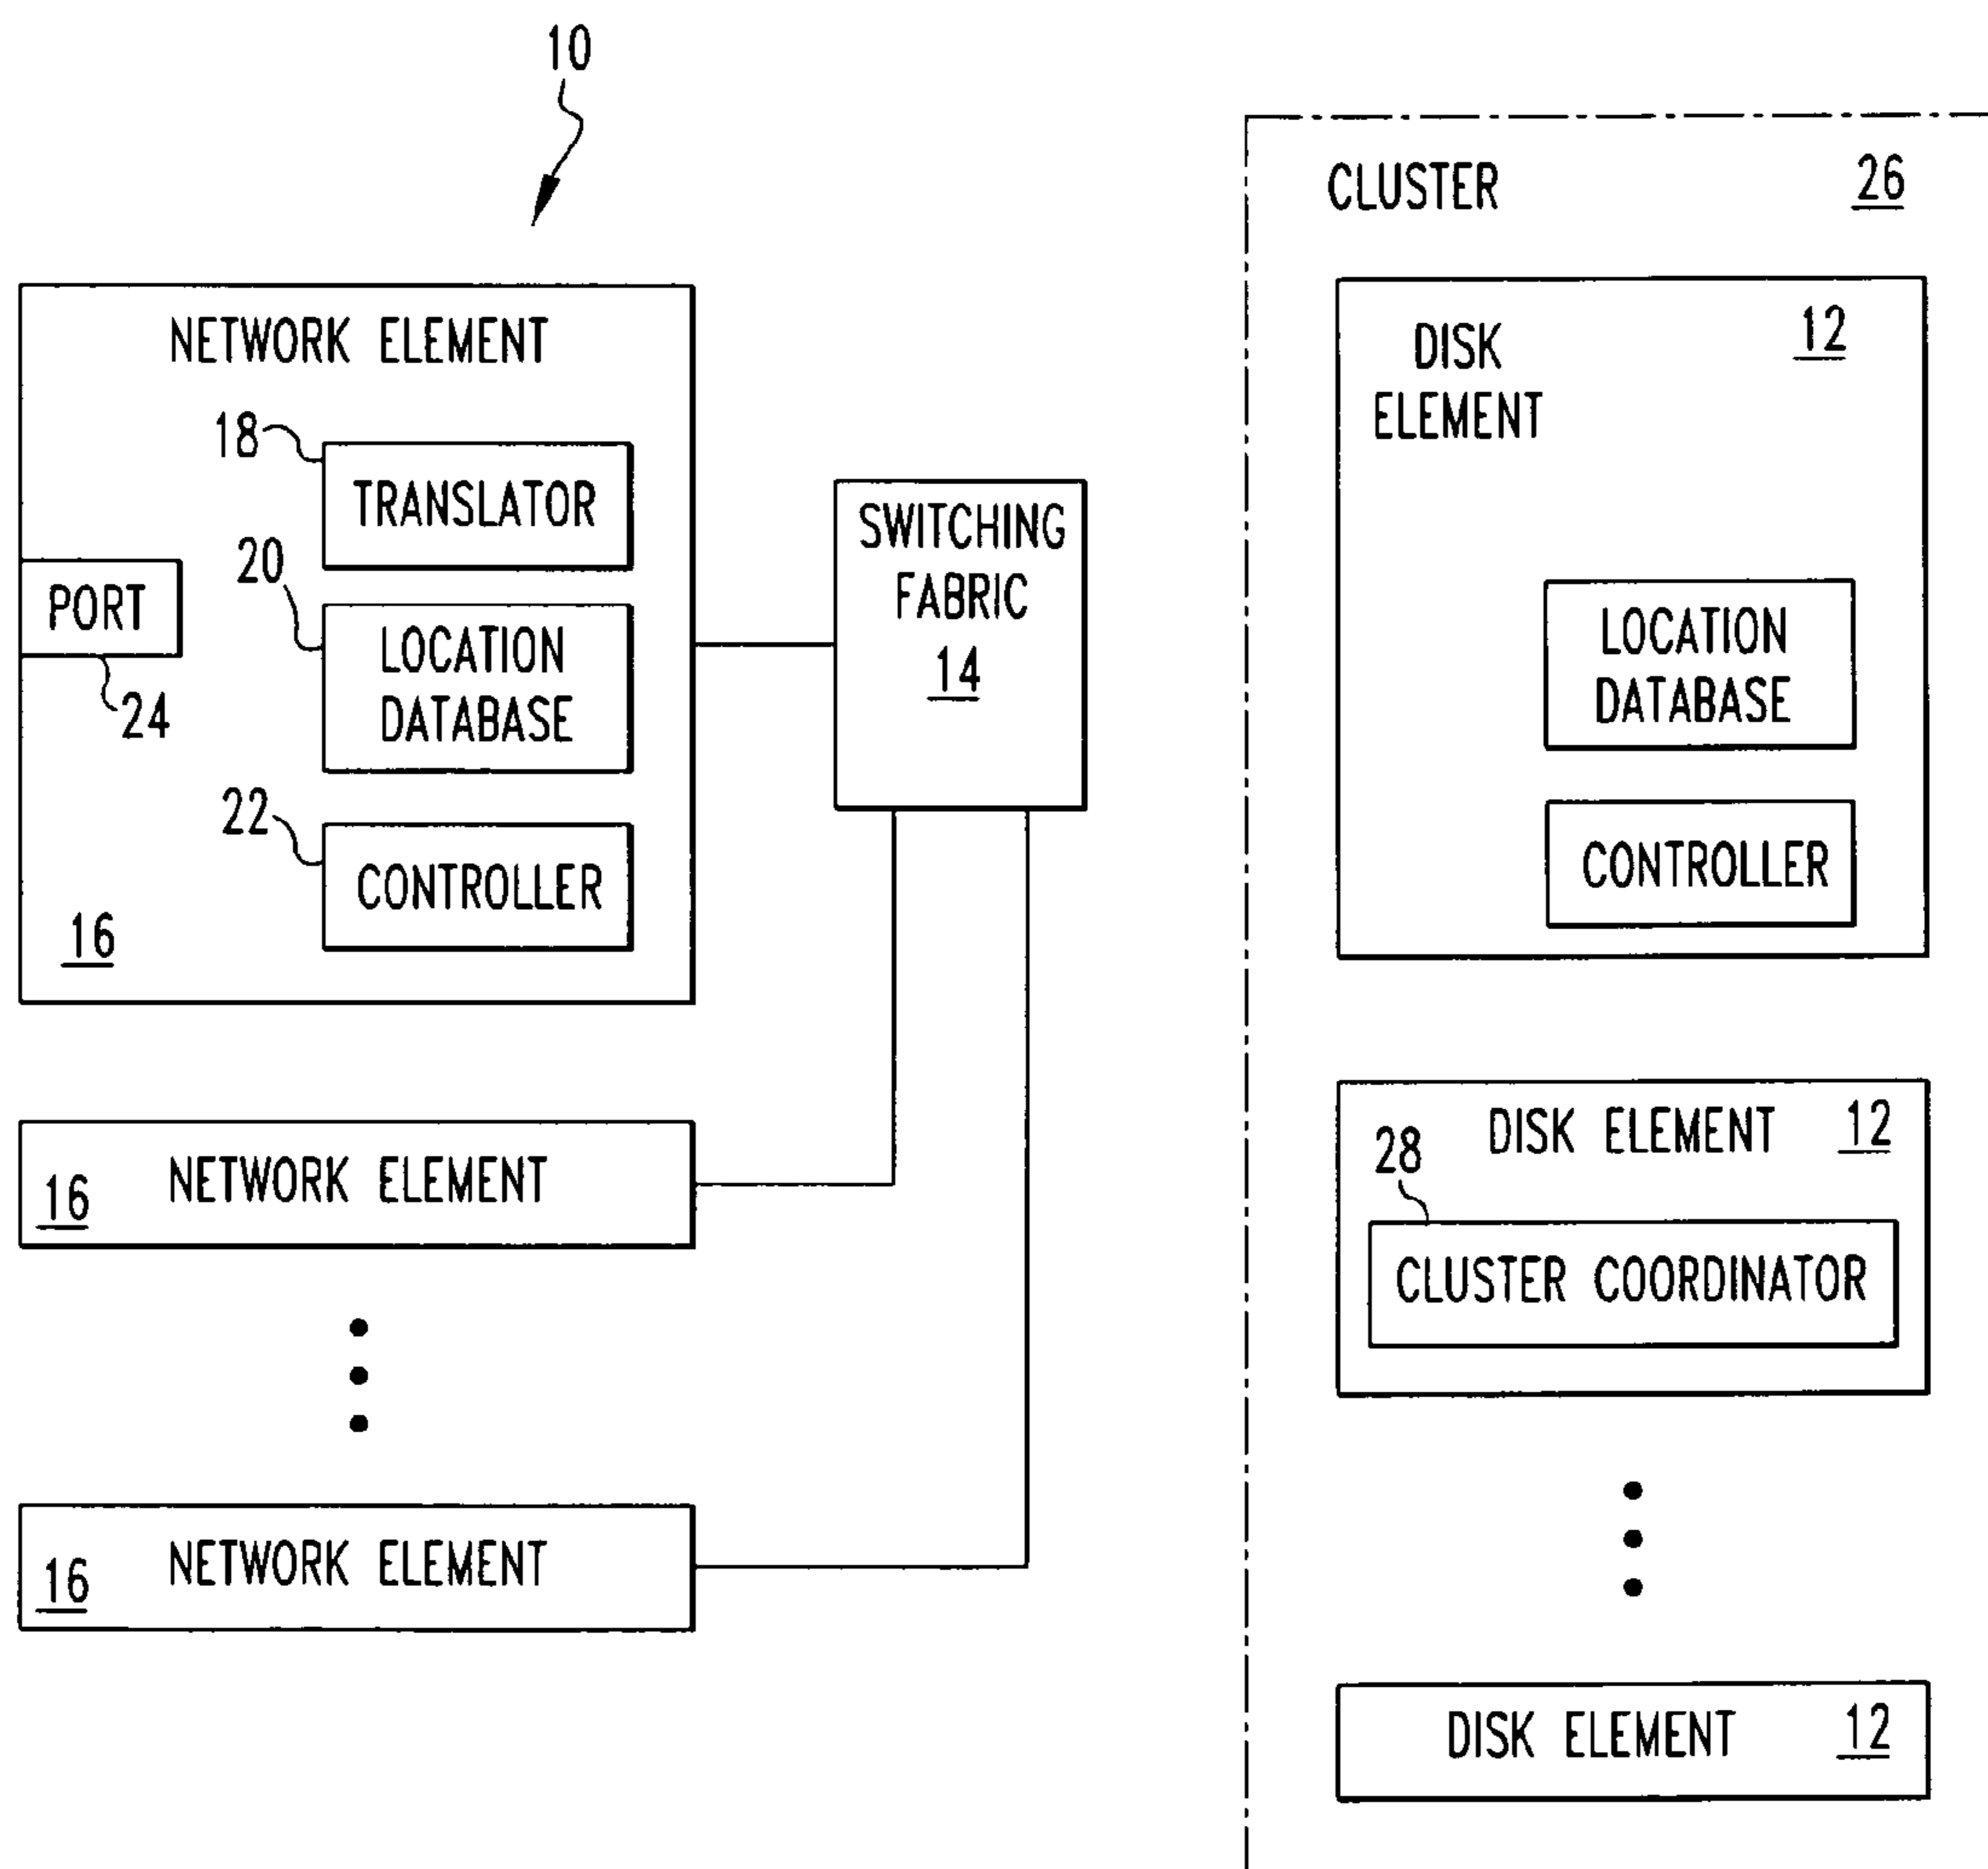 10
NETWORK ELEMENT
18
TRANSLATOR
20
LOCATION
DATABASE
PORT
24
22
CONTROLLER
16
SWITCHING
FABRIC
14
16
NETWORK ELEMENT
16
NETWORK ELEMENT
CLUSTER 26
DISK
ELEMENT
12
LOCATION
DATABASE
CONTROLLER
DISK ELEMENT 12
28
CLUSTER COORDINATOR
DISK ELEMENT 12